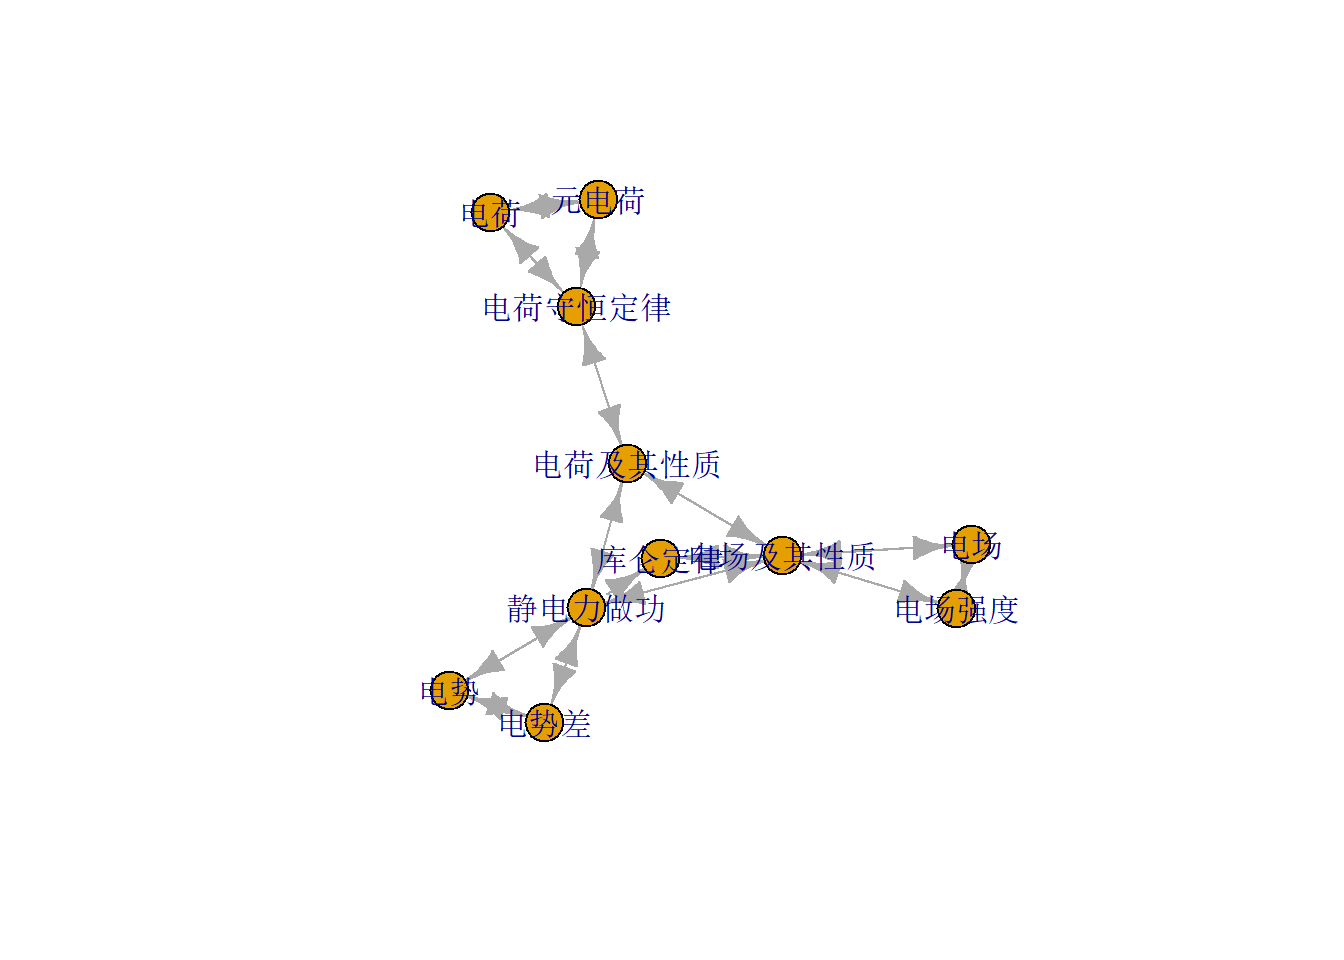 电荷
元电荷
电荷守恒定律
电荷及其性质
库仑定律
电场及其性质
电场
静电力做功
电场强度
电势
电势差